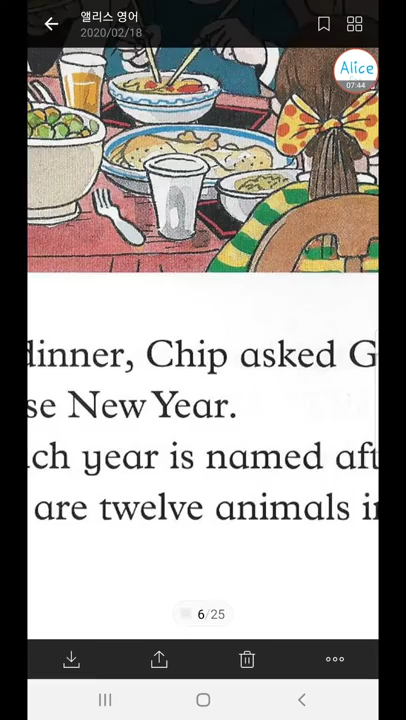 앨리스 영어
2020/02/18
Alice
07:44
dinner, Chip asked G
se New Year.
ch year is named aft
are twelve animals i
6/25